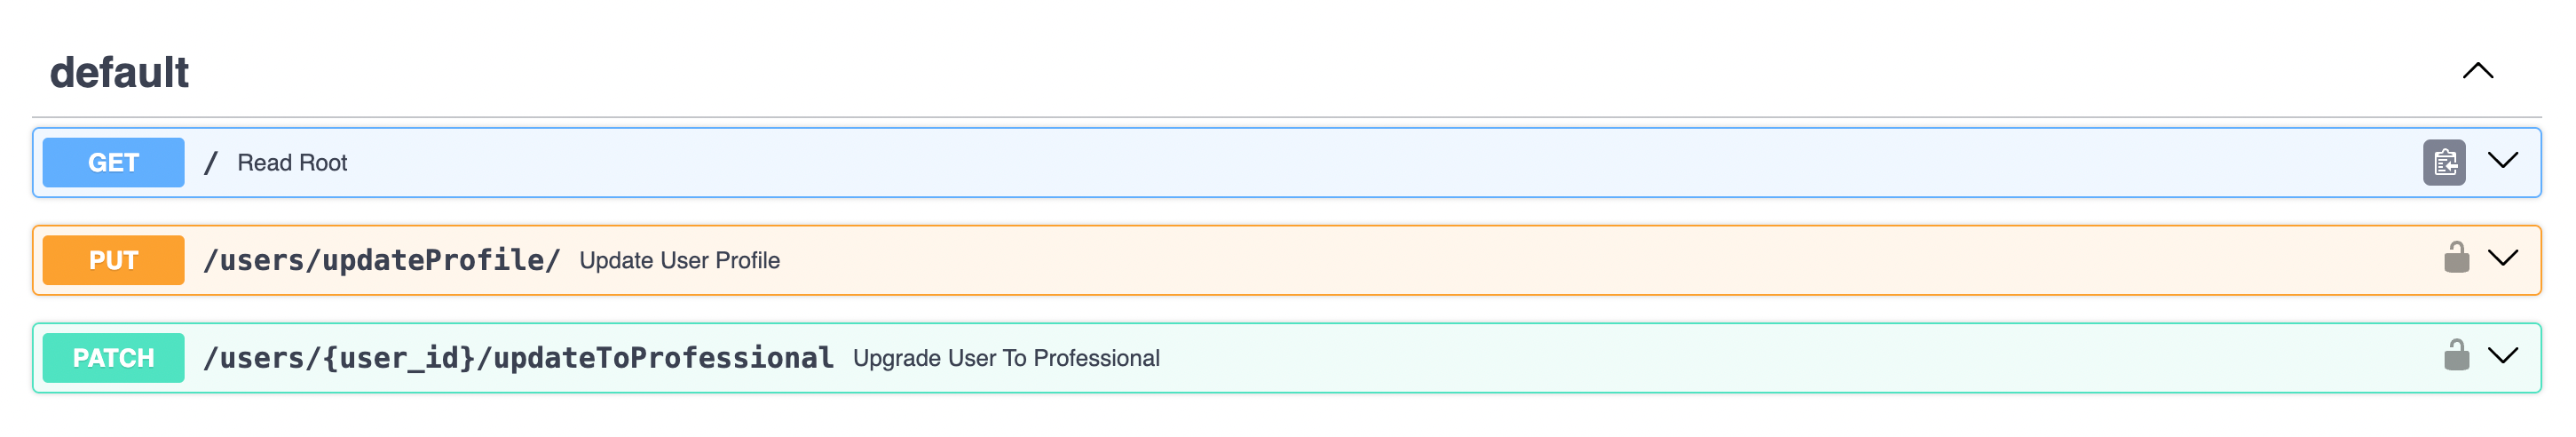 default
GET / Read Root
PUT /users/updateProfile/ Update User Profile
PATCH /users/{user_id}/updateToProfessional Upgrade User To Professional